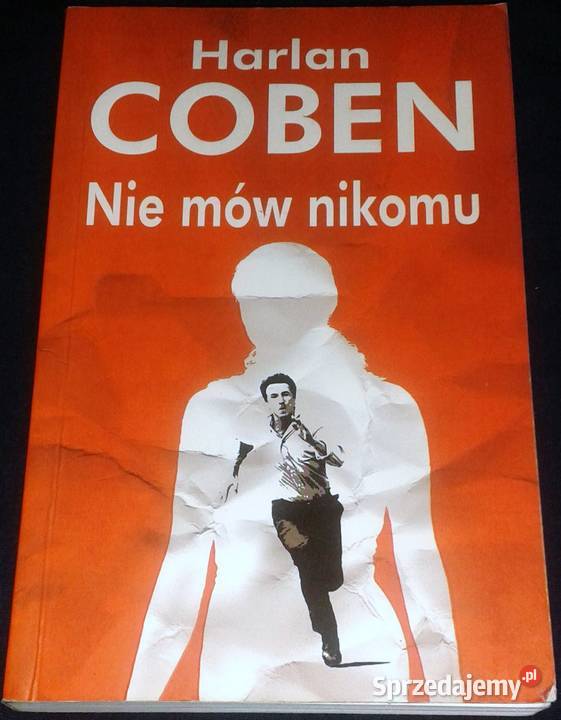 Harlan
COBEN
Nie mów nikomu
Sprzedajemy.pl